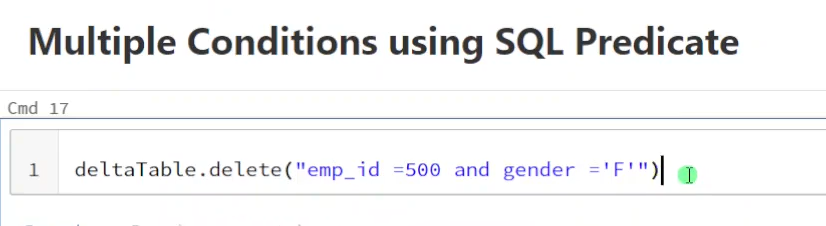 Multiple Conditions using SQL Predicate
Cmd 17
1 deltaTable.delete("emp_id =500 and gender ='F'")